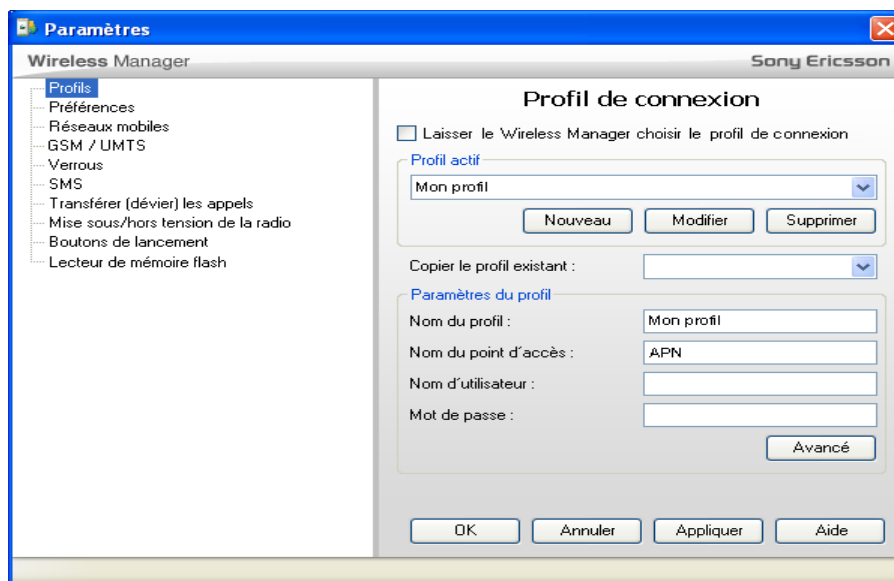 Paramètres
Wireless Manager
Sony Ericsson
Profils
Préférences
Réseaux mobiles
GSM / UMTS
Verrous
SMS
Transférer (dévier) les appels
Mise sous/hors tension de la radio
Boutons de lancement
Lecteur de mémoire flash
Profil de connexion
Laisser le Wireless Manager choisir le profil de connexion
Profil actif
Mon profil
Nouveau Modifier Supprimer
Copier le profil existant :
Paramètres du profil
Nom du profil : Mon profil
Nom du point d'accès : APN
Nom d'utilisateur :
Mot de passe :
Avancé
OK Annuler Appliquer Aide